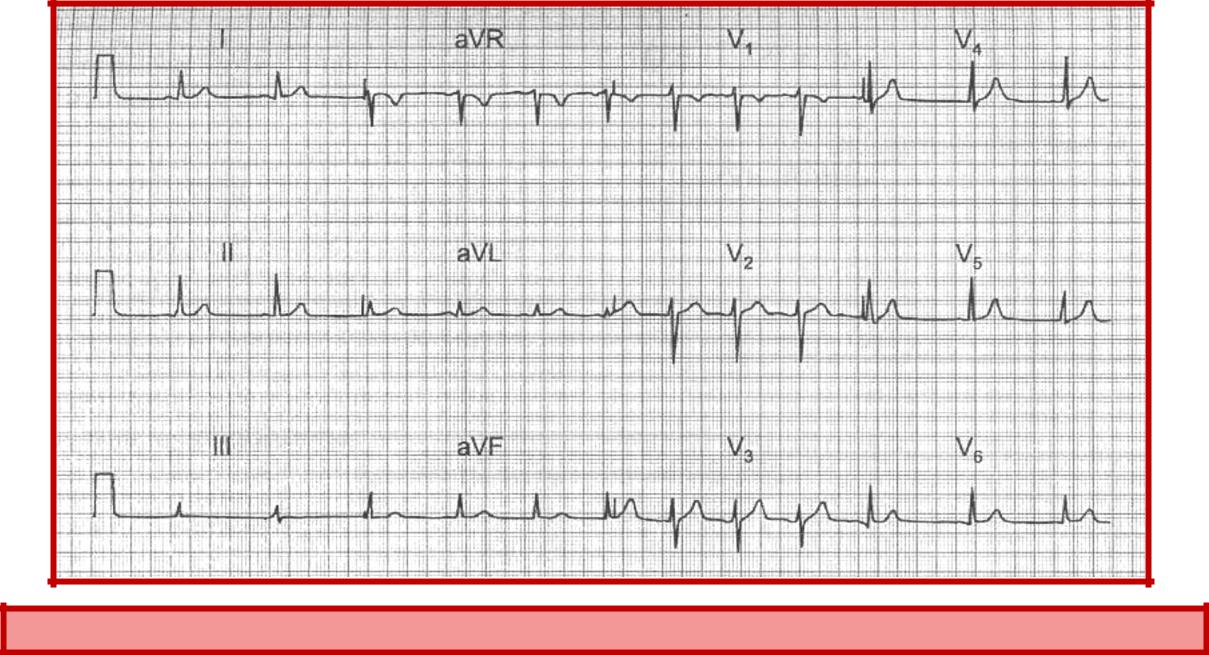 I aVR V₁ V₄
II aVL V₂ V₅
III aVF V₃ V₆